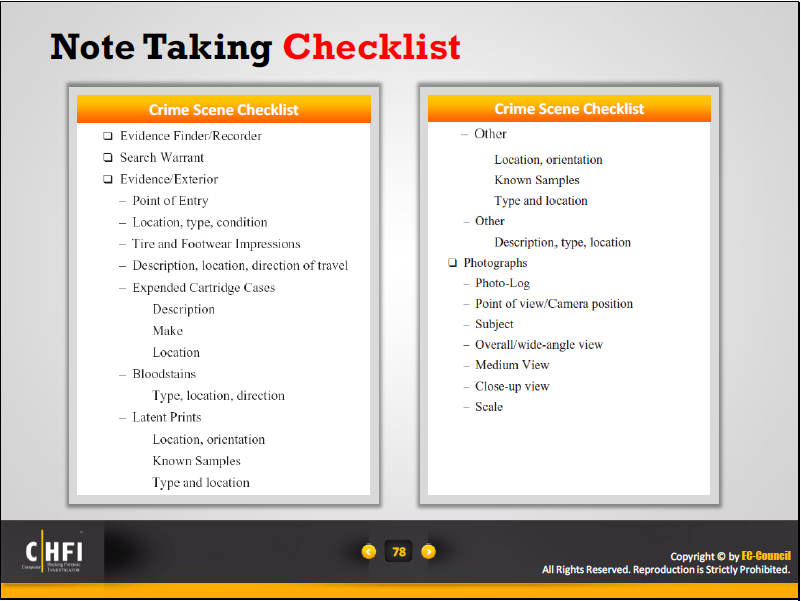 Note Taking Checklist
Crime Scene Checklist
❑ Evidence Finder/Recorder
❑ Search Warrant
❑ Evidence/Exterior
– Point of Entry
– Location, type, condition
– Tire and Footwear Impressions
– Description, location, direction of travel
– Expended Cartridge Cases
Description
Make
Location
– Bloodstains
Type, location, direction
– Latent Prints
Location, orientation
Known Samples
Type and location
Crime Scene Checklist
– Other
Location, orientation
Known Samples
Type and location
– Other
Description, type, location
❑ Photographs
– Photo-Log
– Point of view/Camera position
– Subject
– Overall/wide-angle view
– Medium View
– Close-up view
– Scale
CHFI
Computer Hacking Forensic
INVESTIGATOR
78
Copyright © by EC-Council
All Rights Reserved. Reproduction is Strictly Prohibited.